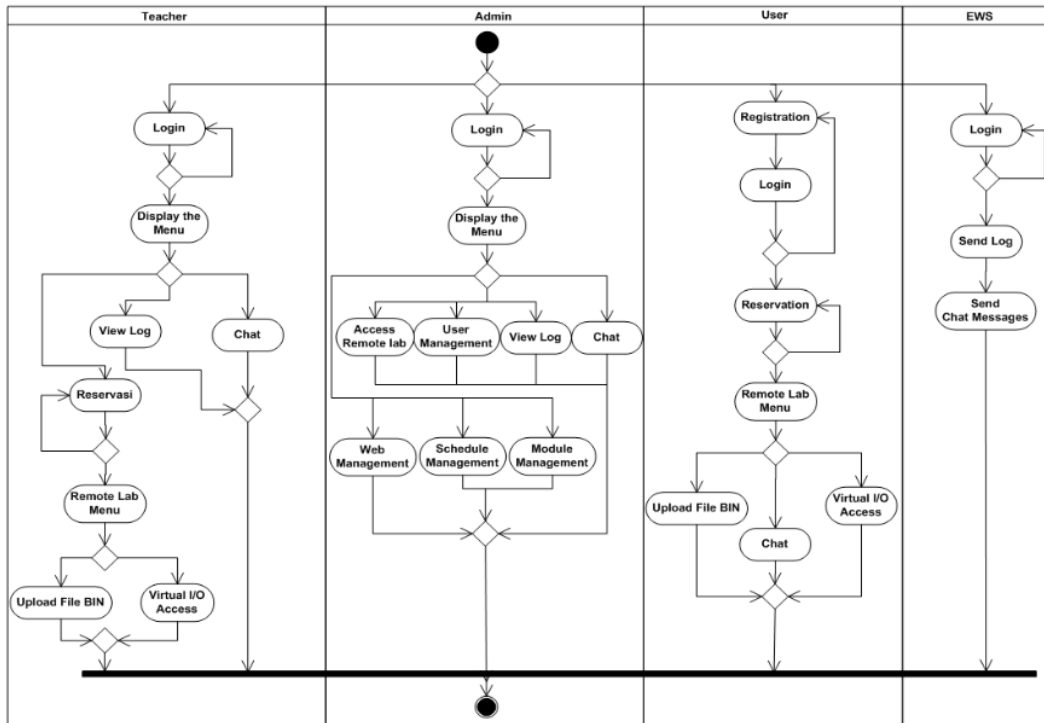 Teacher
Admin
User
EWS
Login
Display the
Menu
View Log
Chat
Reservasi
Remote Lab
Menu
Upload File BIN
Virtual I/O
Access
Login
Display the
Menu
Access
Remote lab
User
Management
View Log
Chat
Web
Management
Schedule
Management
Module
Management
Registration
Login
Reservation
Remote Lab
Menu
Upload File BIN
Virtual I/O
Access
Chat
Login
Send Log
Send
Chat Messages